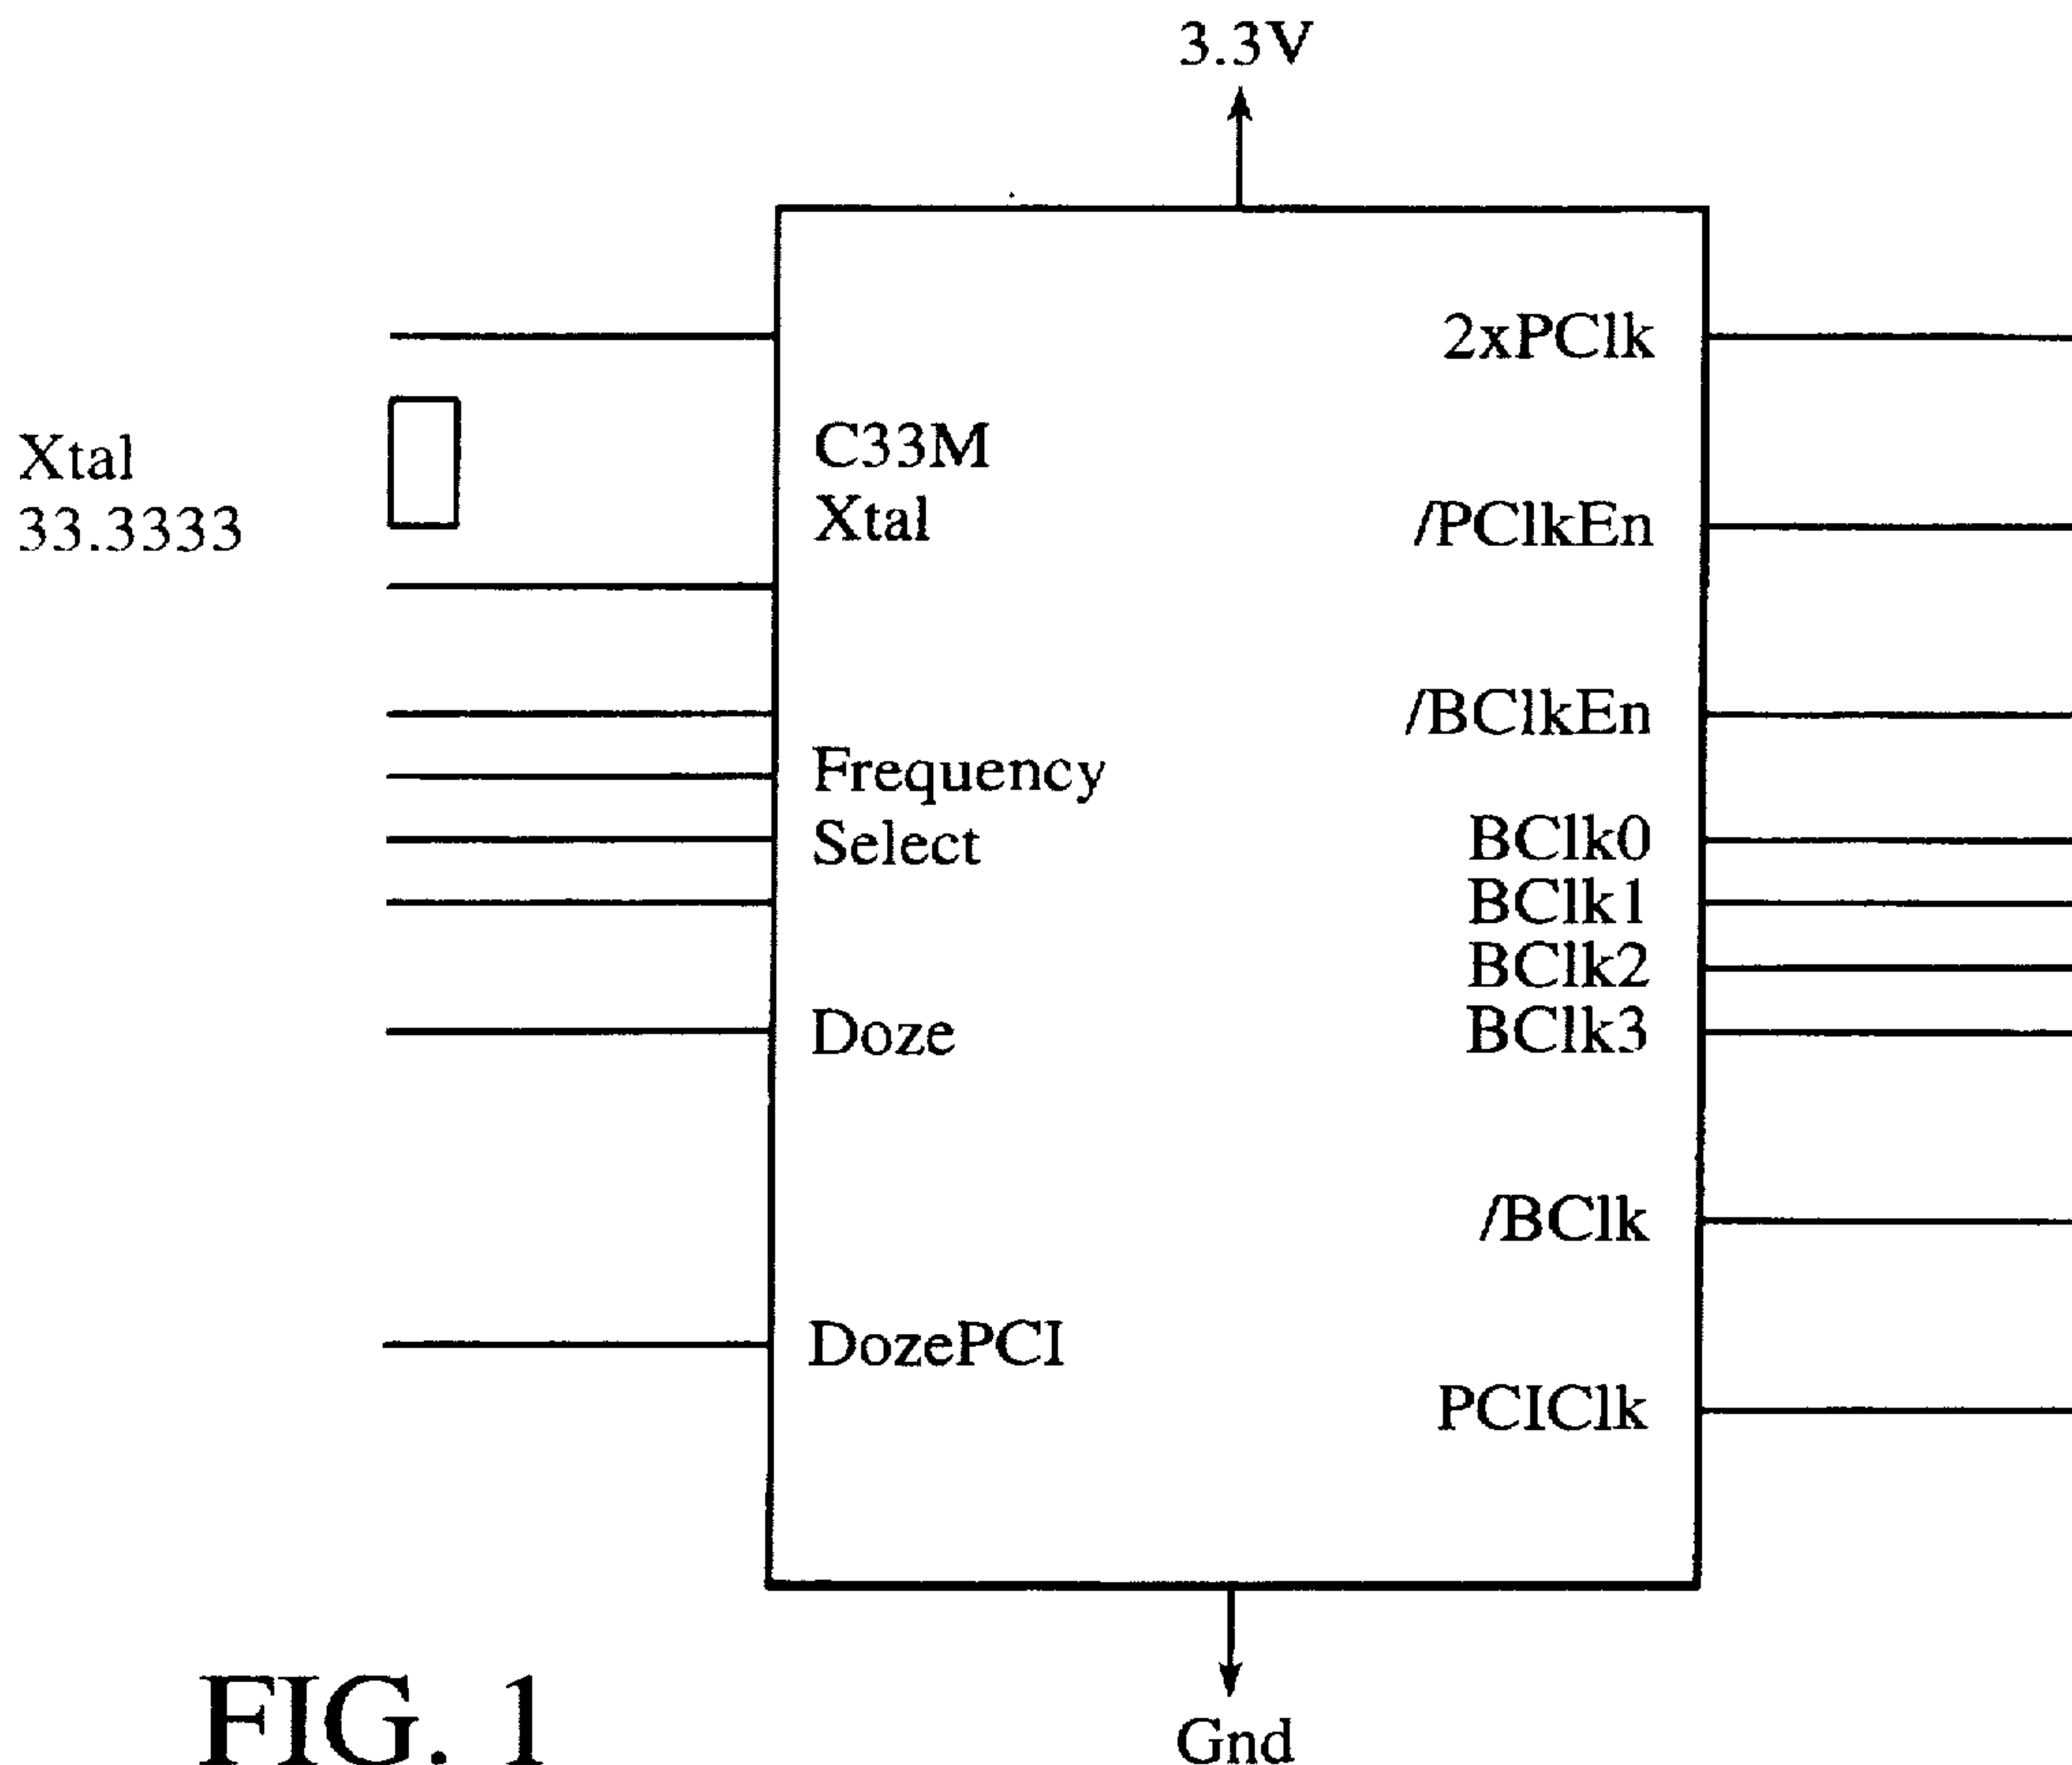 3.3V
Xtal
33.3333
C33M
Xtal
Frequency
Select
Doze
DozePCI
2xPClk
/PClkEn
/BClkEn
BClk0
BClk1
BClk2
BClk3
/BClk
PCIClk
Gnd
FIG. 1